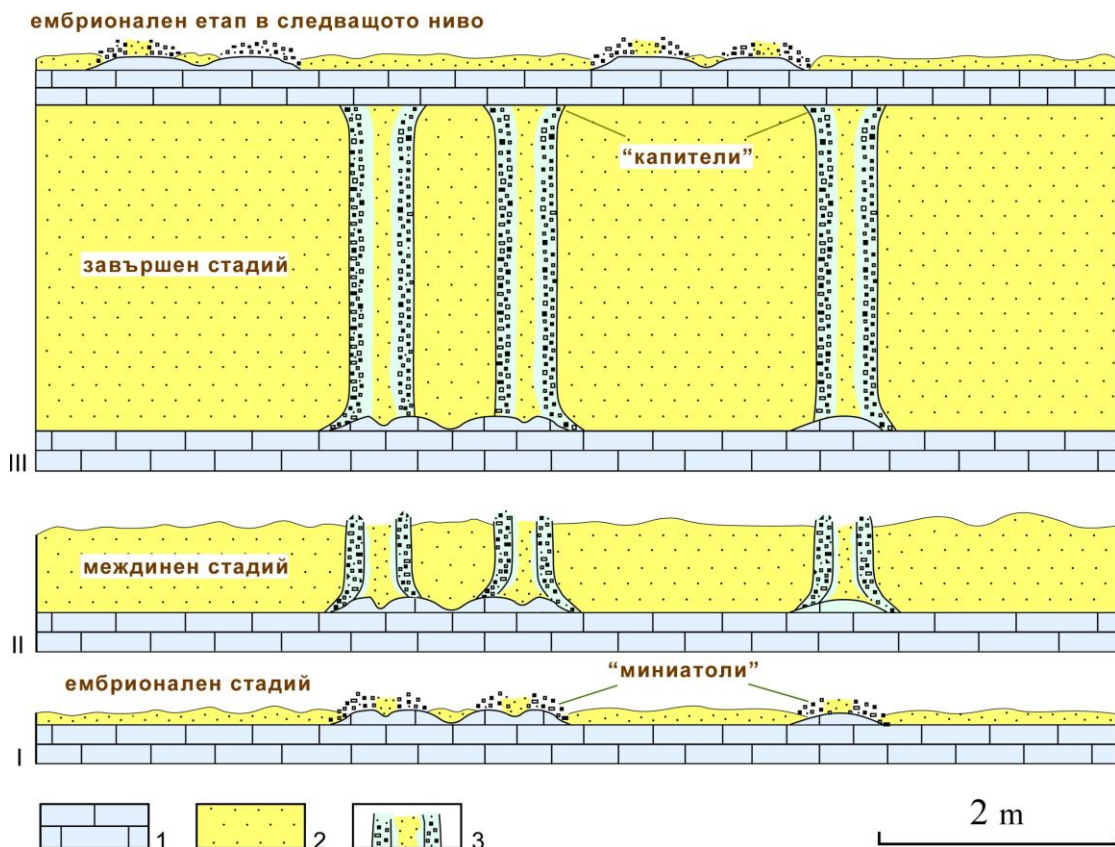 ембрионален етап в следващото ниво
“капители”
завършен стадий
III
междинен стадий
II
ембрионален стадий
“миниатоли”
I
1
2
3
2 m